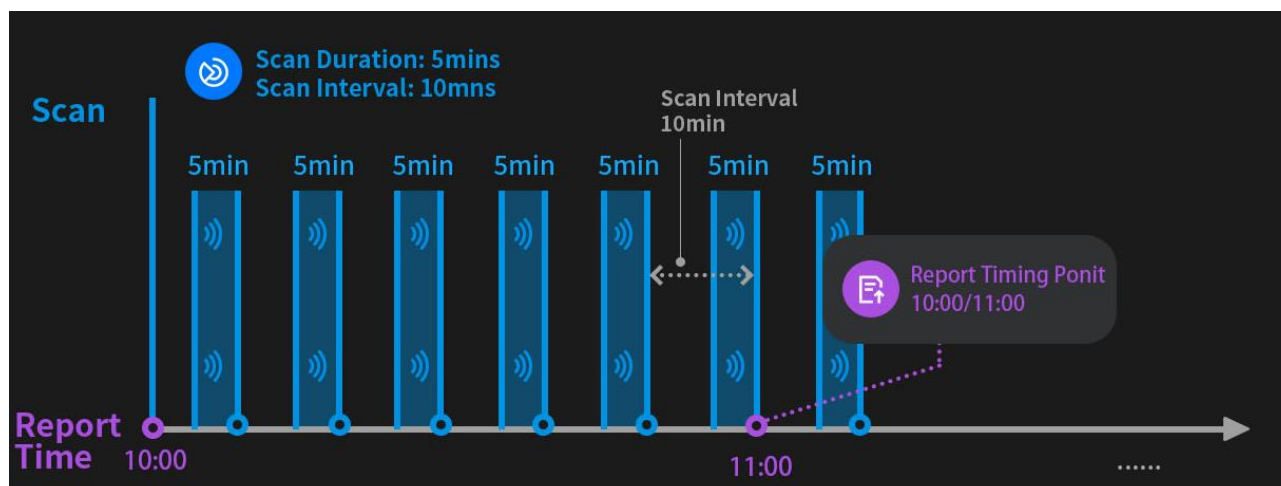 Scan Duration: 5mins
Scan Interval: 10mns
Scan
Scan Interval
10min
5min 5min 5min 5min 5min 5min 5min
Report Timing Ponit
10:00/11:00
Report
Time
10:00
11:00
......